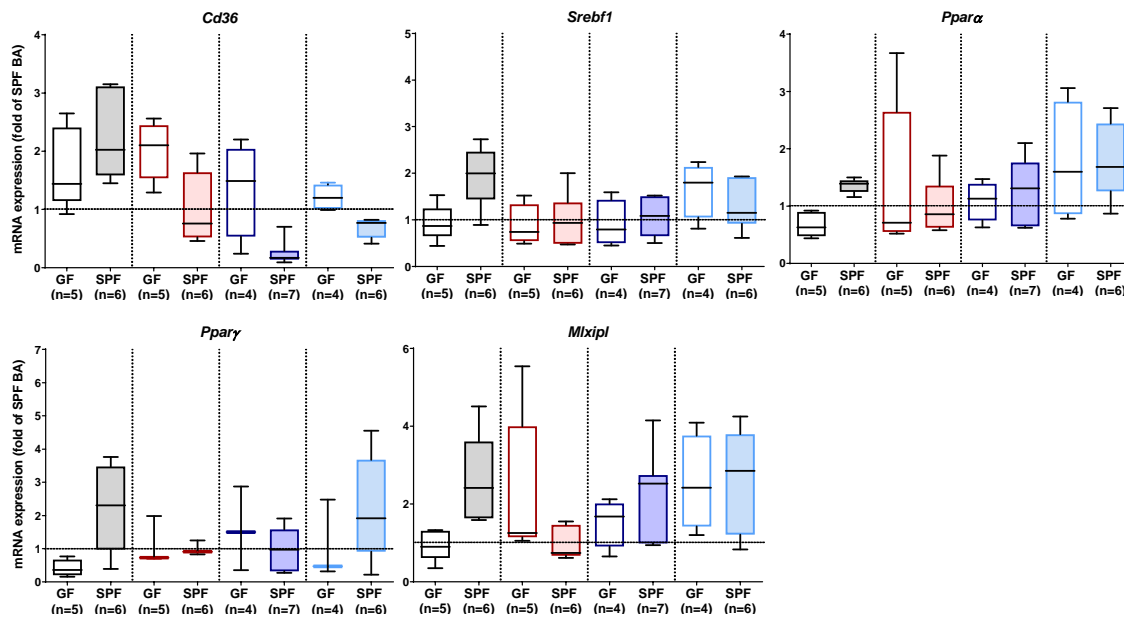 Cd36
Srebf1
Pparα
mRNA expression (fold of SPF BA)
4
3
2
1
0
5
4
3
2
1
0
4
3
2
1
0
GF SPF GF SPF GF SPF GF SPF
(n=5) (n=6) (n=5) (n=6) (n=4) (n=7) (n=4) (n=6)
GF SPF GF SPF GF SPF GF SPF
(n=5) (n=6) (n=5) (n=6) (n=4) (n=7) (n=4) (n=6)
GF SPF GF SPF GF SPF GF SPF
(n=5) (n=6) (n=5) (n=6) (n=4) (n=7) (n=4) (n=6)
Pparγ
Mlxipl
mRNA expression (fold of SPF BA)
7
6
5
4
3
2
1
0
6
4
2
0
GF SPF GF SPF GF SPF GF SPF
(n=5) (n=6) (n=5) (n=6) (n=4) (n=7) (n=4) (n=6)
GF SPF GF SPF GF SPF GF SPF
(n=5) (n=6) (n=5) (n=6) (n=4) (n=7) (n=4) (n=6)